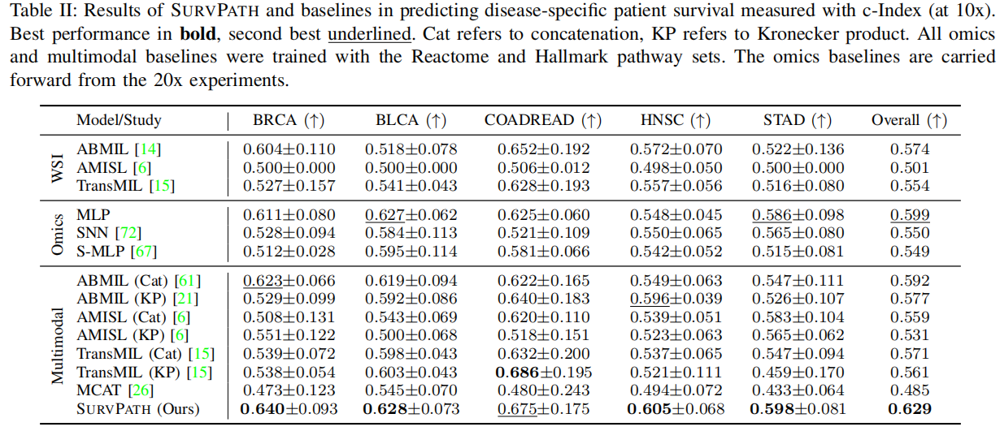 Table II: Results of SURVPATH and baselines in predicting disease-specific patient survival measured with c-Index (at 10x).
Best performance in bold, second best underlined. Cat refers to concatenation, KP refers to Kronecker product. All omics
and multimodal baselines were trained with the Reactome and Hallmark pathway sets. The omics baselines are carried
forward from the 20x experiments.
Model/Study BRCA (↑) BLCA (↑) COADREAD (↑) HNSC (↑) STAD (↑) Overall (↑)
WSI
ABMIL [14] 0.604±0.110 0.518±0.078 0.652±0.192 0.572±0.070 0.522±0.136 0.574
AMISL [6] 0.500±0.000 0.500±0.000 0.506±0.012 0.498±0.050 0.500±0.000 0.501
TransMIL [15] 0.527±0.157 0.541±0.043 0.628±0.193 0.557±0.056 0.516±0.080 0.554
Omics
MLP 0.611±0.080 0.627±0.062 0.625±0.060 0.548±0.045 0.586±0.098 0.599
SNN [72] 0.528±0.094 0.584±0.113 0.521±0.109 0.550±0.065 0.565±0.080 0.550
S-MLP [67] 0.512±0.028 0.595±0.114 0.581±0.066 0.542±0.052 0.515±0.081 0.549
Multimodal
ABMIL (Cat) [61] 0.623±0.066 0.619±0.094 0.622±0.165 0.549±0.063 0.547±0.111 0.592
ABMIL (KP) [21] 0.529±0.099 0.592±0.086 0.640±0.183 0.596±0.039 0.526±0.107 0.577
AMISL (Cat) [6] 0.508±0.131 0.543±0.069 0.620±0.110 0.539±0.051 0.583±0.104 0.559
AMISL (KP) [6] 0.551±0.122 0.500±0.068 0.518±0.151 0.523±0.063 0.565±0.062 0.531
TransMIL (Cat) [15] 0.539±0.072 0.598±0.043 0.632±0.200 0.537±0.065 0.547±0.094 0.571
TransMIL (KP) [15] 0.538±0.054 0.603±0.043 0.686±0.195 0.521±0.111 0.459±0.170 0.561
MCAT [26] 0.473±0.123 0.545±0.070 0.480±0.243 0.494±0.072 0.433±0.064 0.485
SURVPATH (Ours) 0.640±0.093 0.628±0.073 0.675±0.175 0.605±0.068 0.598±0.081 0.629